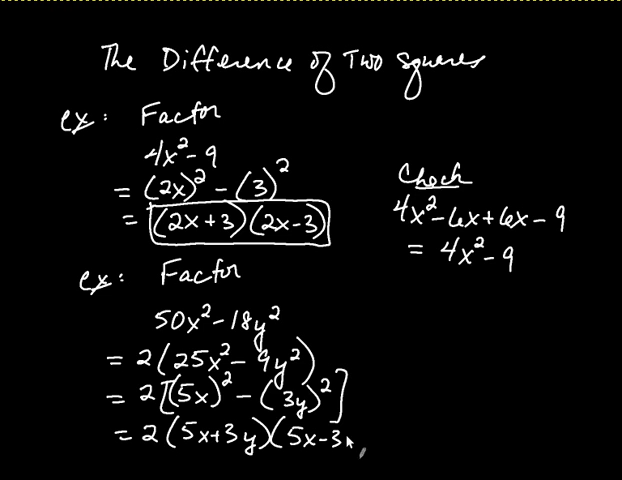 The Difference of Two Squares
ex: Factor
4x² - 9
= (2x)² - (3)²
= (2x+3)(2x-3)
Check
4x² - 6x + 6x - 9
= 4x² - 9
ex: Factor
50x² - 18y²
= 2(25x² - 9y²)
= 2[(5x)² - (3y)²]
= 2(5x+3y)(5x-3